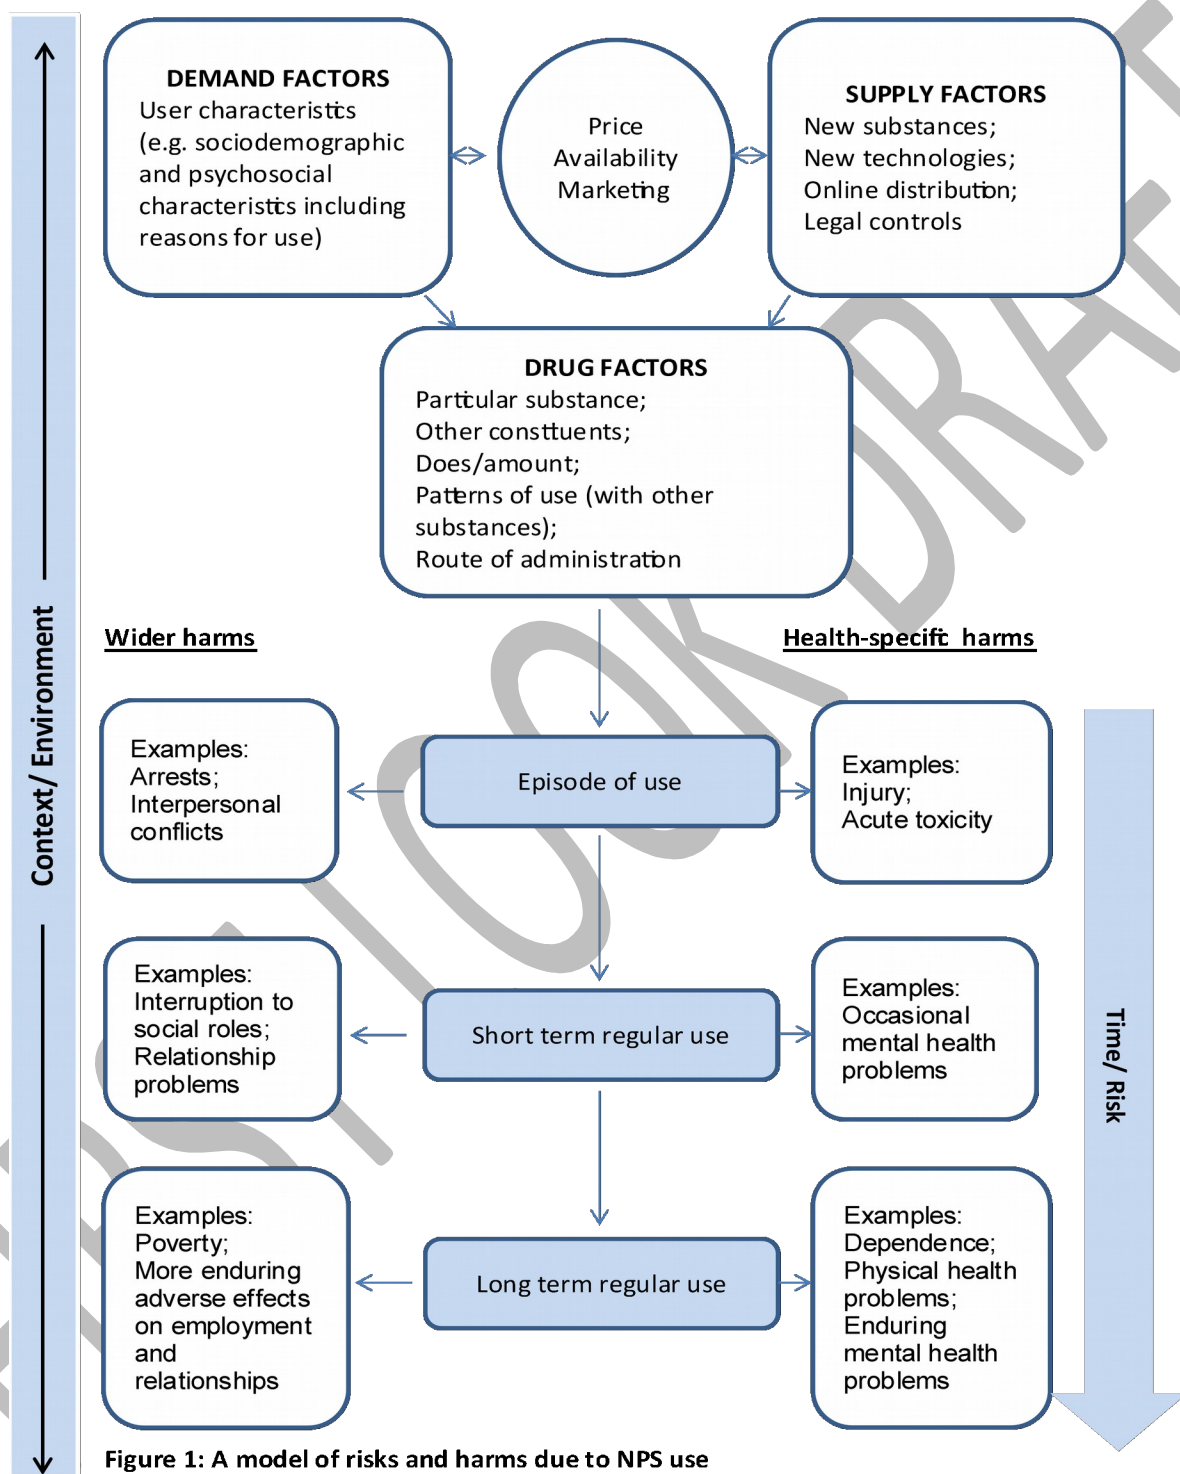 DEMAND FACTORS
User characteristics
(e.g. sociodemographic
and psychosocial
characteristics including
reasons for use)
Price
Availability
Marketing
SUPPLY FACTORS
New substances;
New technologies;
Online distribution;
Legal controls
DRUG FACTORS
Particular substance;
Other constituents;
Does/amount;
Patterns of use (with other
substances);
Route of administration
Context/ Environment
Wider harms
Health-specific harms
Examples:
Arrests;
Interpersonal
conflicts
Episode of use
Examples:
Injury;
Acute toxicity
Examples:
Interruption to
social roles;
Relationship
problems
Short term regular use
Examples:
Occasional
mental health
problems
Time/ Risk
Examples:
Poverty;
More enduring
adverse effects
on employment
and
relationships
Long term regular use
Examples:
Dependence;
Physical health
problems;
Enduring
mental health
problems
Figure 1: A model of risks and harms due to NPS use